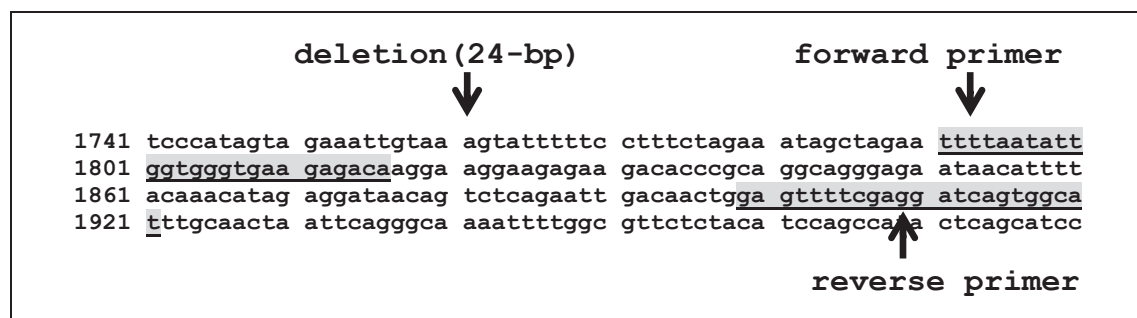 deletion(24-bp) forward primer
1741 tcccatagta gaaattgtaa agtatttttc ctttctagaa atagctagaa ttttaatatt
1801 ggtgggtgaa gagacaagga aggaagagaa gacacccgca ggcagggaga ataacatttt
1861 acaaacatag aggataacag tctcagaatt gacaactgga gttttcgagg atcagtggca
1921 tttgcaacta attcagggca aaattttggc gttctctaca tccagccaaa ctcagcatcc
reverse primer